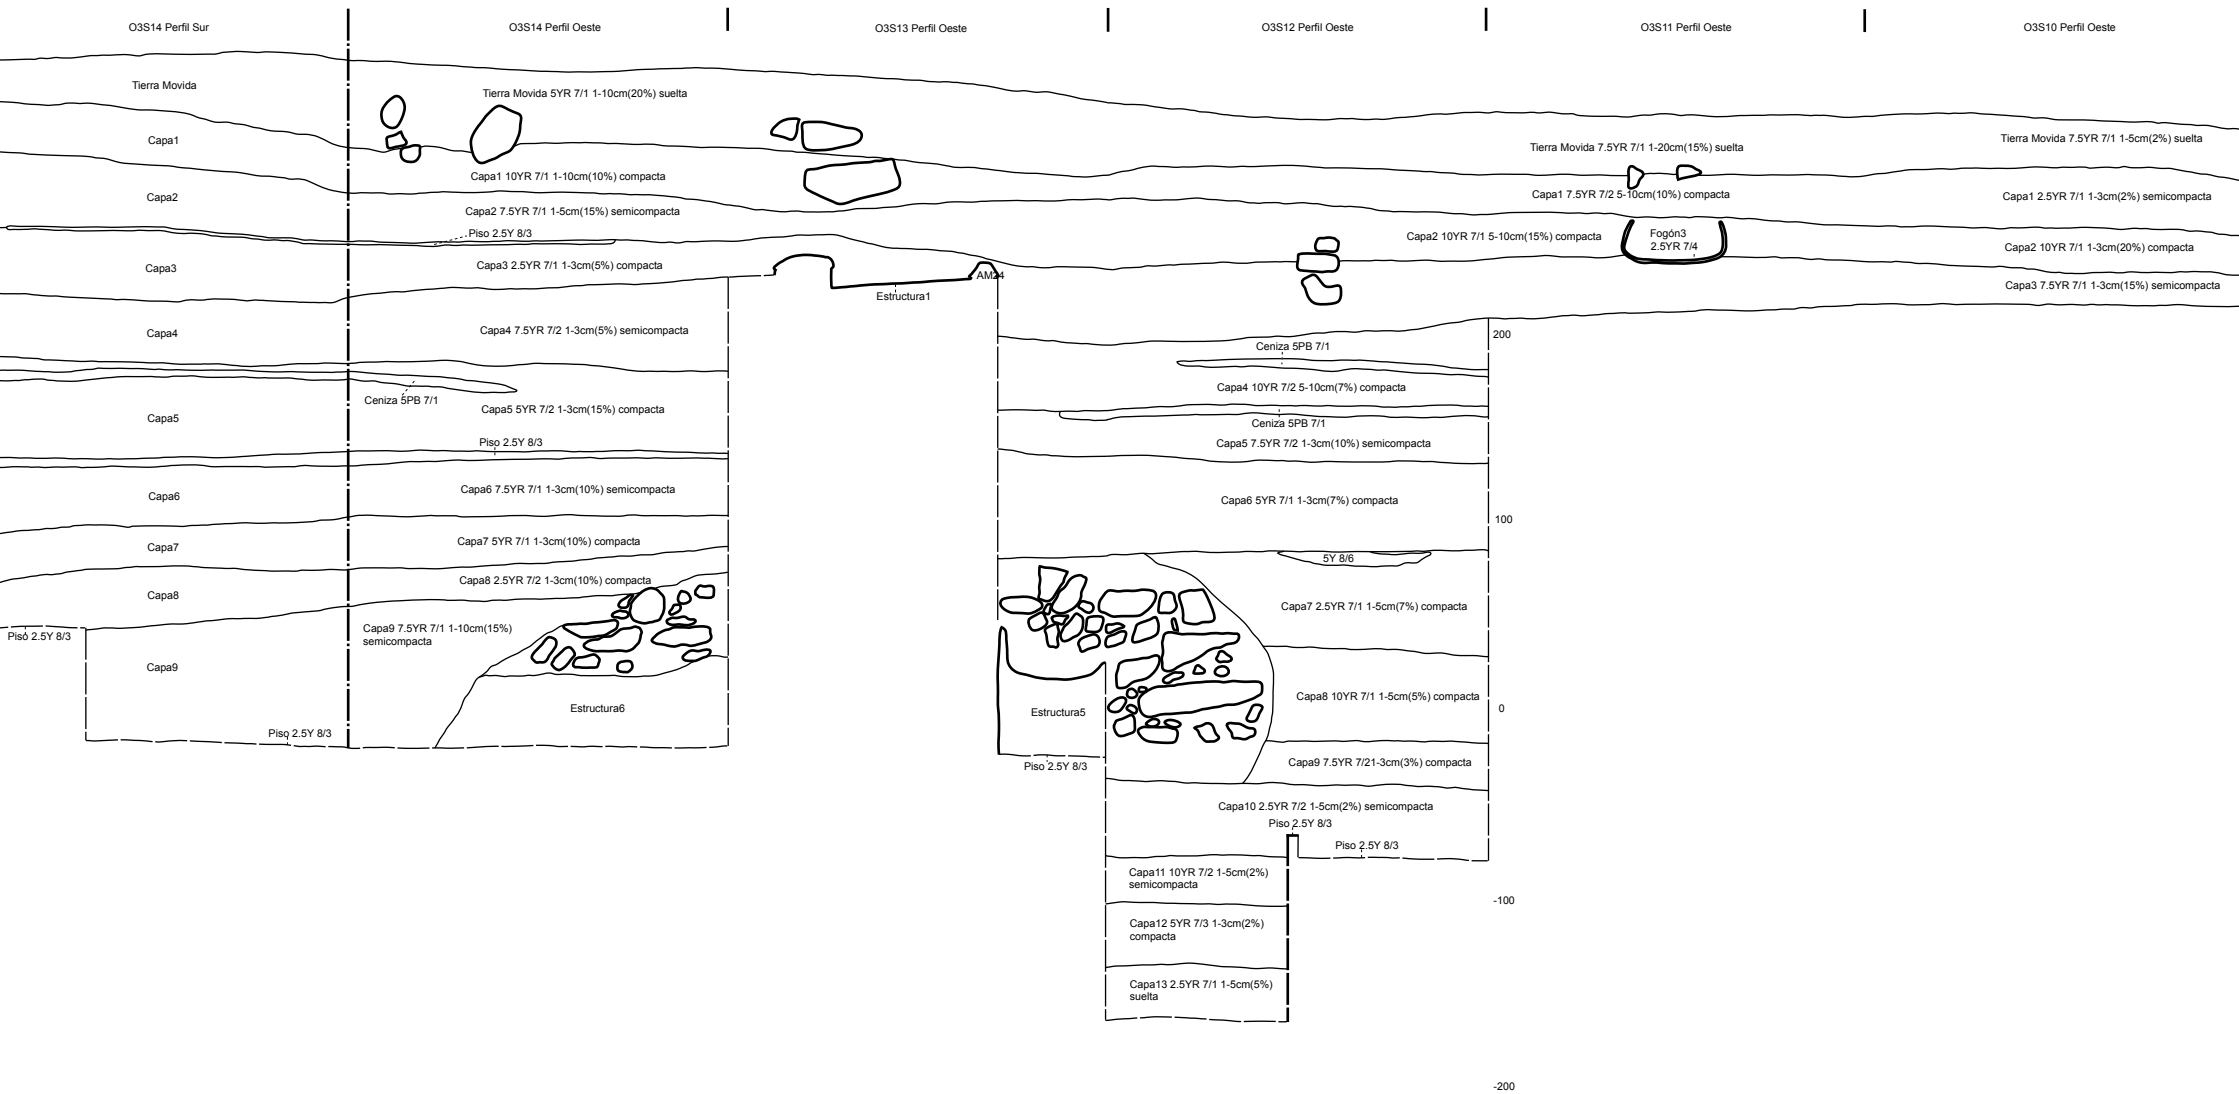 O3S14 Perfil Sur
O3S14 Perfil Oeste
O3S13 Perfil Oeste
O3S12 Perfil Oeste
O3S11 Perfil Oeste
O3S10 Perfil Oeste
Tierra Movida
Capa1
Capa2
Capa3
Capa4
Capa5
Capa6
Capa7
Capa8
Piso 2.5Y 8/3
Capa9
Piso 2.5Y 8/3
Tierra Movida 5YR 7/1 1-10cm(20%) suelta
Capa1 10YR 7/1 1-10cm(10%) compacta
Capa2 7.5YR 7/1 1-5cm(15%) semicompacta
Piso 2.5Y 8/3
Capa3 2.5YR 7/1 1-3cm(5%) compacta
Capa4 7.5YR 7/2 1-3cm(5%) semicompacta
Ceniza 5PB 7/1
Capa5 5YR 7/2 1-3cm(15%) compacta
Piso 2.5Y 8/3
Capa6 7.5YR 7/1 1-3cm(10%) semicompacta
Capa7 5YR 7/1 1-3cm(10%) compacta
Capa8 2.5YR 7/2 1-3cm(10%) compacta
Capa9 7.5YR 7/1 1-10cm(15%)
semicompacta
Estructura6
AM24
Estructura1
Estructura5
Piso 2.5Y 8/3
Capa2 10YR 7/1 5-10cm(15%) compacta
Ceniza 5PB 7/1
Capa4 10YR 7/2 5-10cm(7%) compacta
Ceniza 5PB 7/1
Capa5 7.5YR 7/2 1-3cm(10%) semicompacta
Capa6 5YR 7/1 1-3cm(7%) compacta
5Y 8/6
Capa7 2.5YR 7/1 1-5cm(7%) compacta
Capa8 10YR 7/1 1-5cm(5%) compacta
Capa9 7.5YR 7/21-3cm(3%) compacta
Capa10 2.5YR 7/2 1-5cm(2%) semicompacta
Piso 2.5Y 8/3
Piso 2.5Y 8/3
Capa11 10YR 7/2 1-5cm(2%)
semicompacta
Capa12 5YR 7/3 1-3cm(2%)
compacta
Capa13 2.5YR 7/1 1-5cm(5%)
suelta
200
100
0
-100
-200
Tierra Movida 7.5YR 7/1 1-20cm(15%) suelta
Capa1 7.5YR 7/2 5-10cm(10%) compacta
Fogón3
2.5YR 7/4
Tierra Movida 7.5YR 7/1 1-5cm(2%) suelta
Capa1 2.5YR 7/1 1-3cm(2%) semicompacta
Capa2 10YR 7/1 1-3cm(20%) compacta
Capa3 7.5YR 7/1 1-3cm(15%) semicompacta